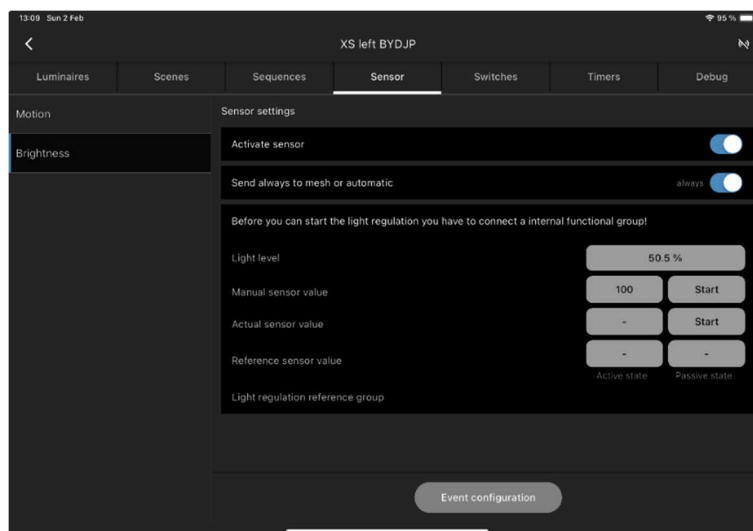 13:09 Sun 2 Feb
95 %
XS left BYDJP
Luminaires Scenes Sequences Sensor Switches Timers Debug
Motion
Brightness
Sensor settings
Activate sensor
Send always to mesh or automatic always
Before you can start the light regulation you have to connect a internal functional group!
Light level 50.5 %
Manual sensor value 100 Start
Actual sensor value - Start
Reference sensor value - -
Active state Passive state
Light regulation reference group
Event configuration